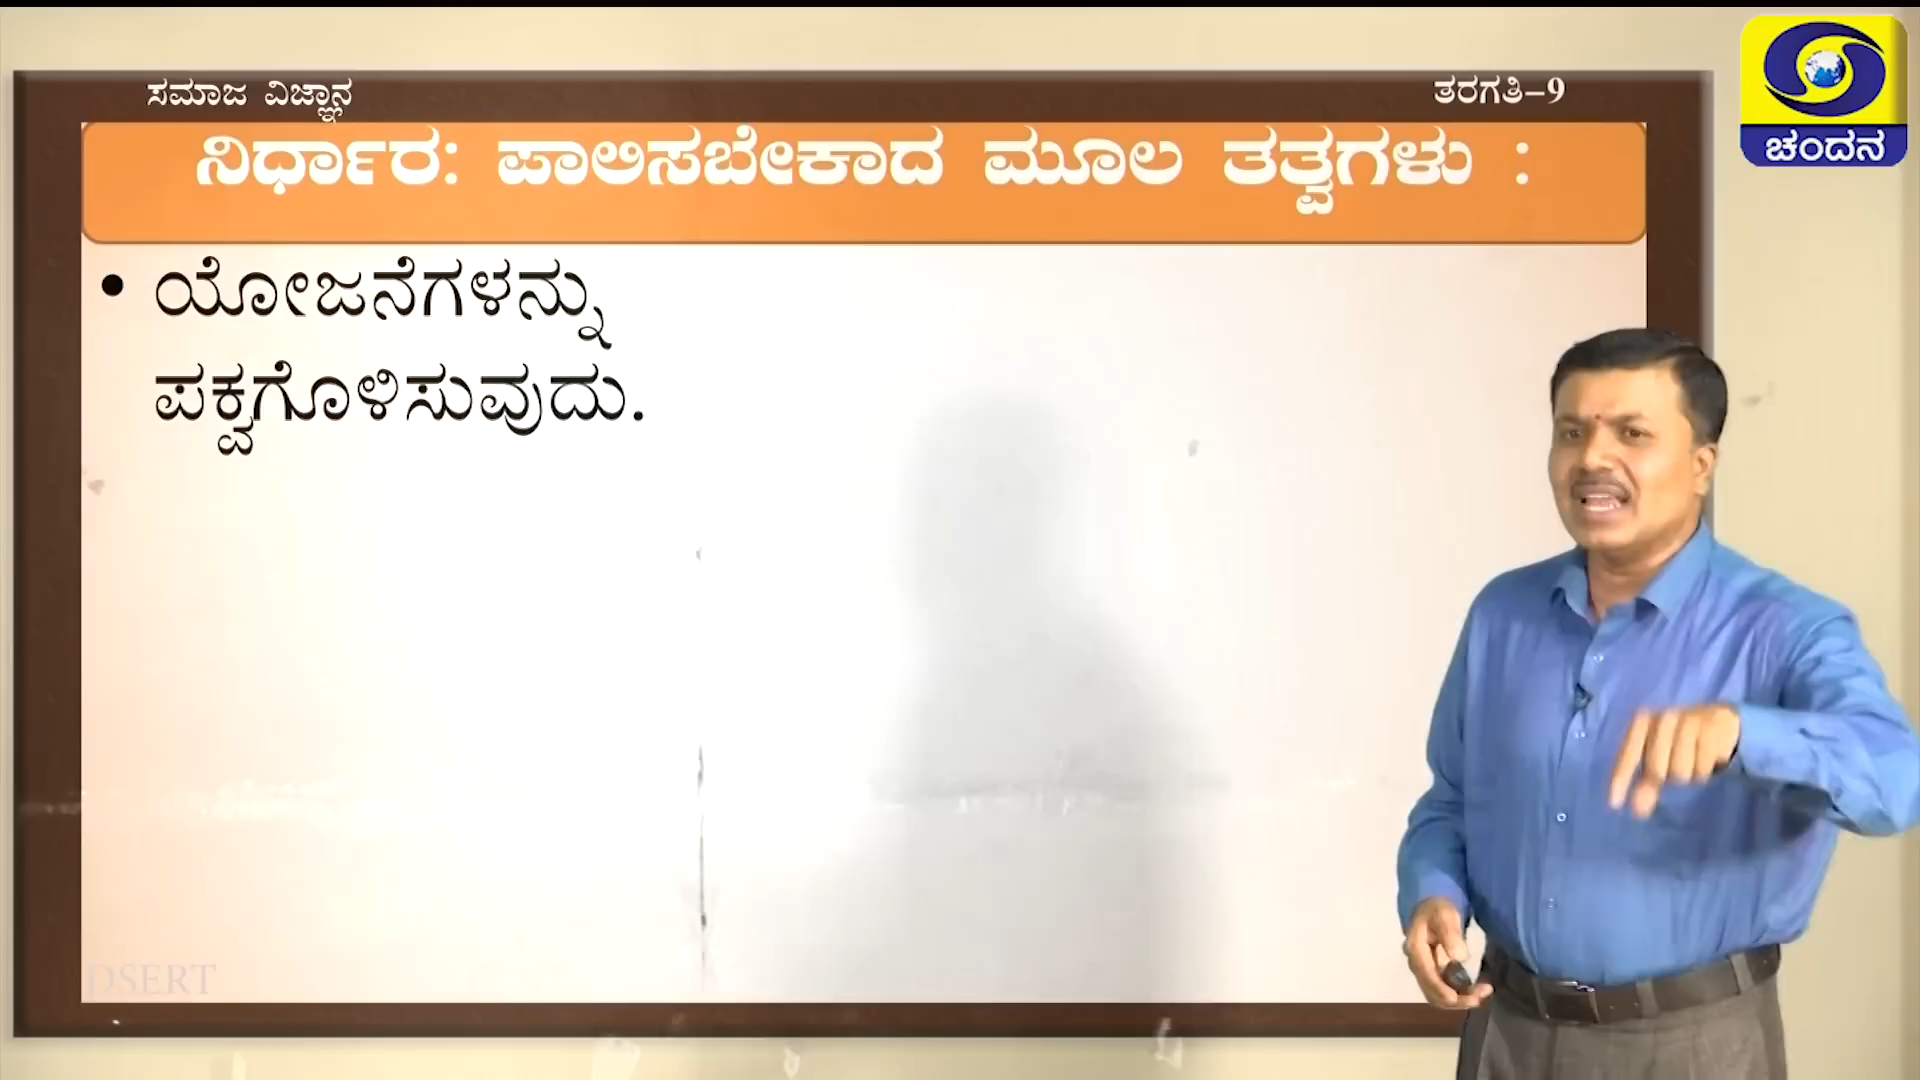 ಸಮಾಜ ವಿಜ್ಞಾನ
ತರಗತಿ–9
ಚಂದನ
ನಿರ್ಧಾರ: ಪಾಲಿಸಬೇಕಾದ ಮೂಲ ತತ್ವಗಳು :
• ಯೋಜನೆಗಳನ್ನು
ಪಕ್ವಗೊಳಿಸುವುದು.
DSERT